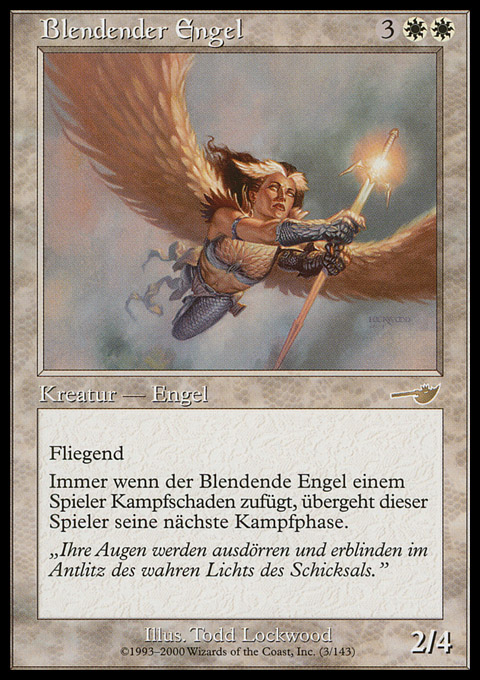 Blendender Engel 3
Kreatur — Engel
Fliegend
Immer wenn der Blendende Engel einem
Spieler Kampfschaden zufügt, übergeht dieser
Spieler seine nächste Kampfphase.
„Ihre Augen werden ausdörren und erblinden im
Antlitz des wahren Lichts des Schicksals.”
Illus. Todd Lockwood
©1993–2000 Wizards of the Coast, Inc. (3/143)
2/4